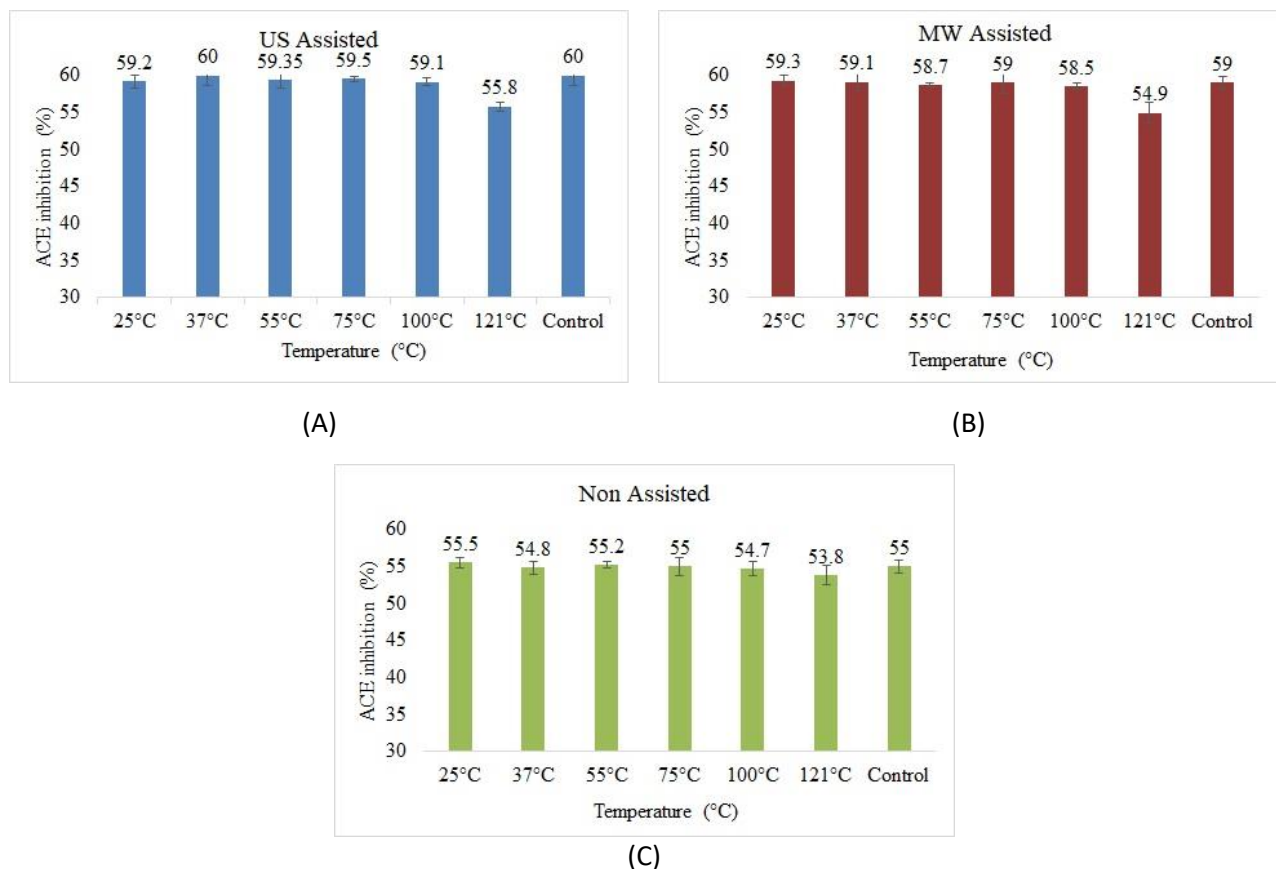 US Assisted
59.2 60 59.35 59.5 59.1 55.8 60
60
55
50
45
40
35
30
ACE inhibition (%)
25°C 37°C 55°C 75°C 100°C 121°C Control
Temperature (°C)
(A)
MW Assisted
59.3 59.1 58.7 59 58.5 54.9 59
60
55
50
45
40
35
30
ACE inhibition (%)
25°C 37°C 55°C 75°C 100°C 121°C Control
Temperature (°C)
(B)
Non Assisted
55.5 54.8 55.2 55 54.7 53.8 55
60
55
50
45
40
35
30
ACE inhibition (%)
25°C 37°C 55°C 75°C 100°C 121°C Control
Temperature (°C)
(C)